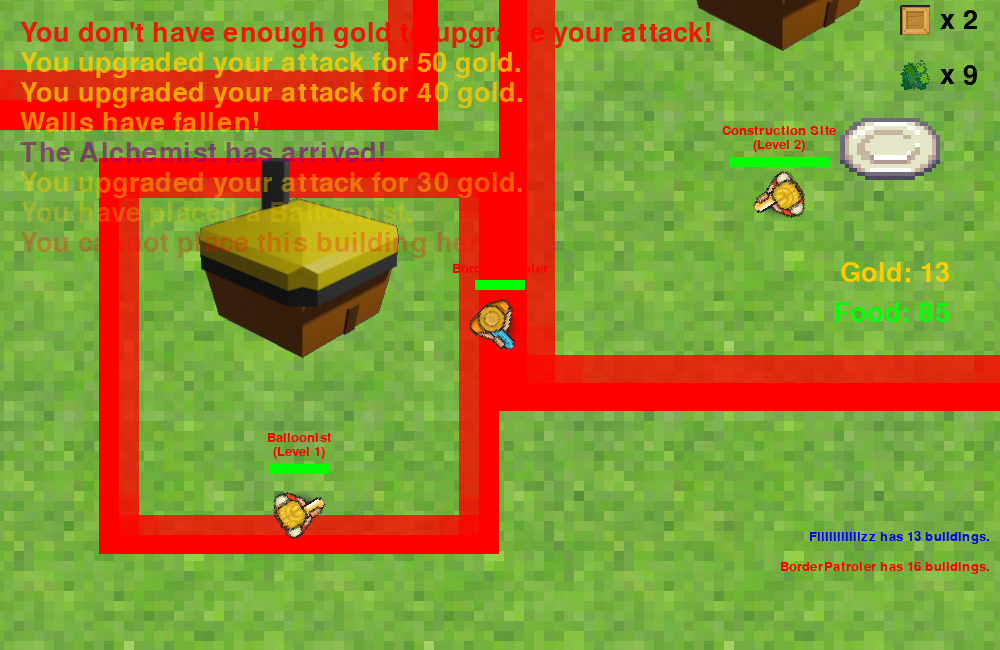 You don't have enough gold to upgrade your attack!
You upgraded your attack for 50 gold.
You upgraded your attack for 40 gold.
Walls have fallen!
The Alchemist has arrived!
You upgraded your attack for 30 gold.
You have placed a Balloonist.
You cannot place this building here
x 2
x 9
Construction Site
(Level 2)
BorderPatroler
Gold: 13
Food: 85
Balloonist
(Level 1)
has 13 buildings.
BorderPatroler has 16 buildings.